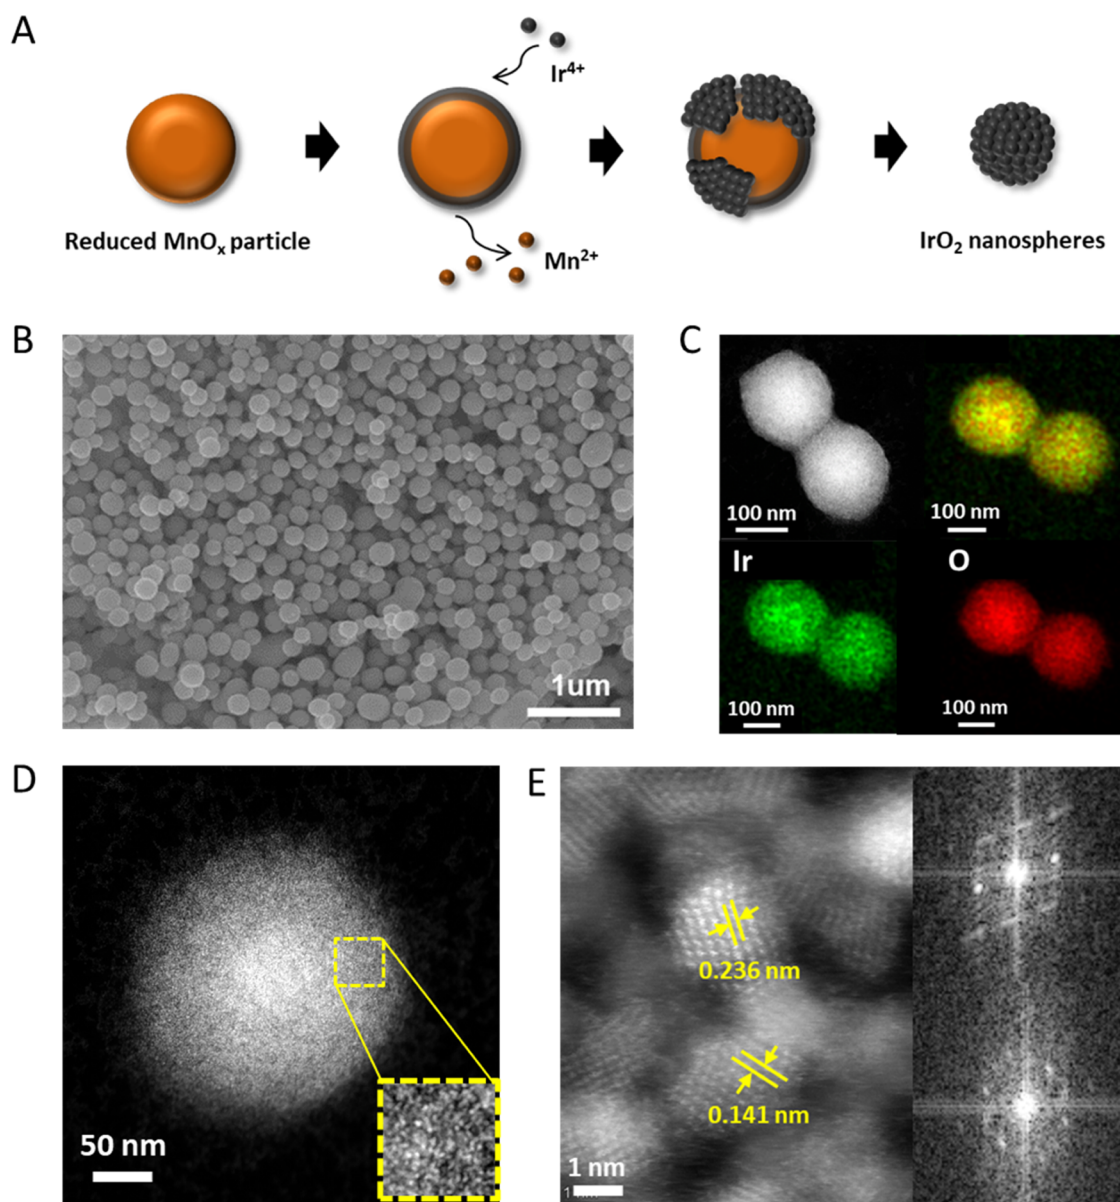 A
Ir⁴⁺
Reduced MnOₓ particle
Mn²⁺
IrO₂ nanospheres
B
1um
C
100 nm
100 nm
Ir
O
100 nm
100 nm
D
50 nm
E
0.236 nm
0.141 nm
1 nm